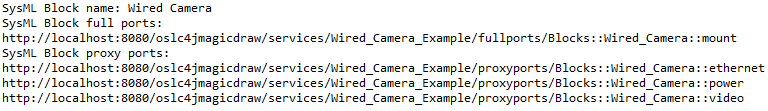 SysML Block name: Wired Camera
SysML Block full ports:
http://localhost:8080/oslc4jmagicdraw/services/Wired_Camera_Example/fullports/Blocks::Wired_Camera::mount
SysML Block proxy ports:
http://localhost:8080/oslc4jmagicdraw/services/Wired_Camera_Example/proxyports/Blocks::Wired_Camera::ethernet
http://localhost:8080/oslc4jmagicdraw/services/Wired_Camera_Example/proxyports/Blocks::Wired_Camera::power
http://localhost:8080/oslc4jmagicdraw/services/Wired_Camera_Example/proxyports/Blocks::Wired_Camera::video